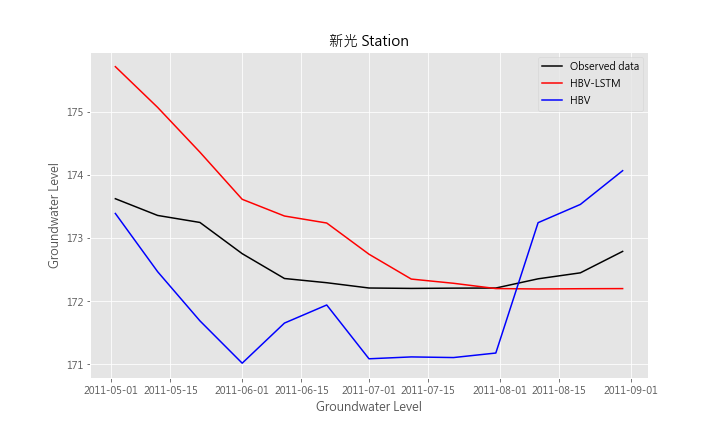 新光 Station
Observed data
HBV-LSTM
HBV
Groundwater Level
175
174
173
172
171
2011-05-01 2011-05-15 2011-06-01 2011-06-15 2011-07-01 2011-07-15 2011-08-01 2011-08-15 2011-09-01
Groundwater Level